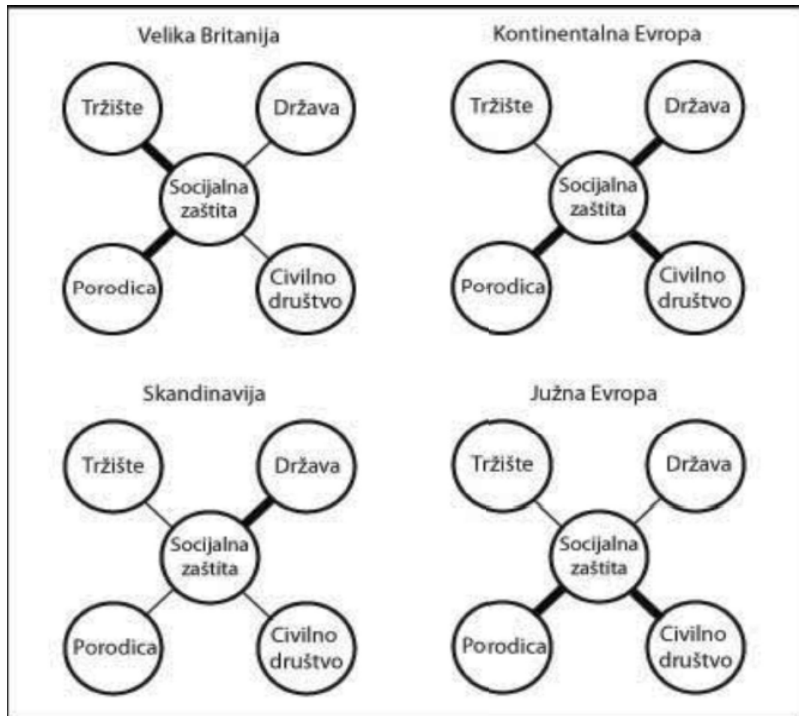 Velika Britanija
Tržište
Država
Socijalna
zaštita
Porodica
Civilno
društvo
Kontinentalna Evropa
Tržište
Država
Socijalna
zaštita
Porodica
Civilno
društvo
Skandinavija
Tržište
Država
Socijalna
zaštita
Porodica
Civilno
društvo
Južna Evropa
Tržište
Država
Socijalna
zaštita
Porodica
Civilno
društvo